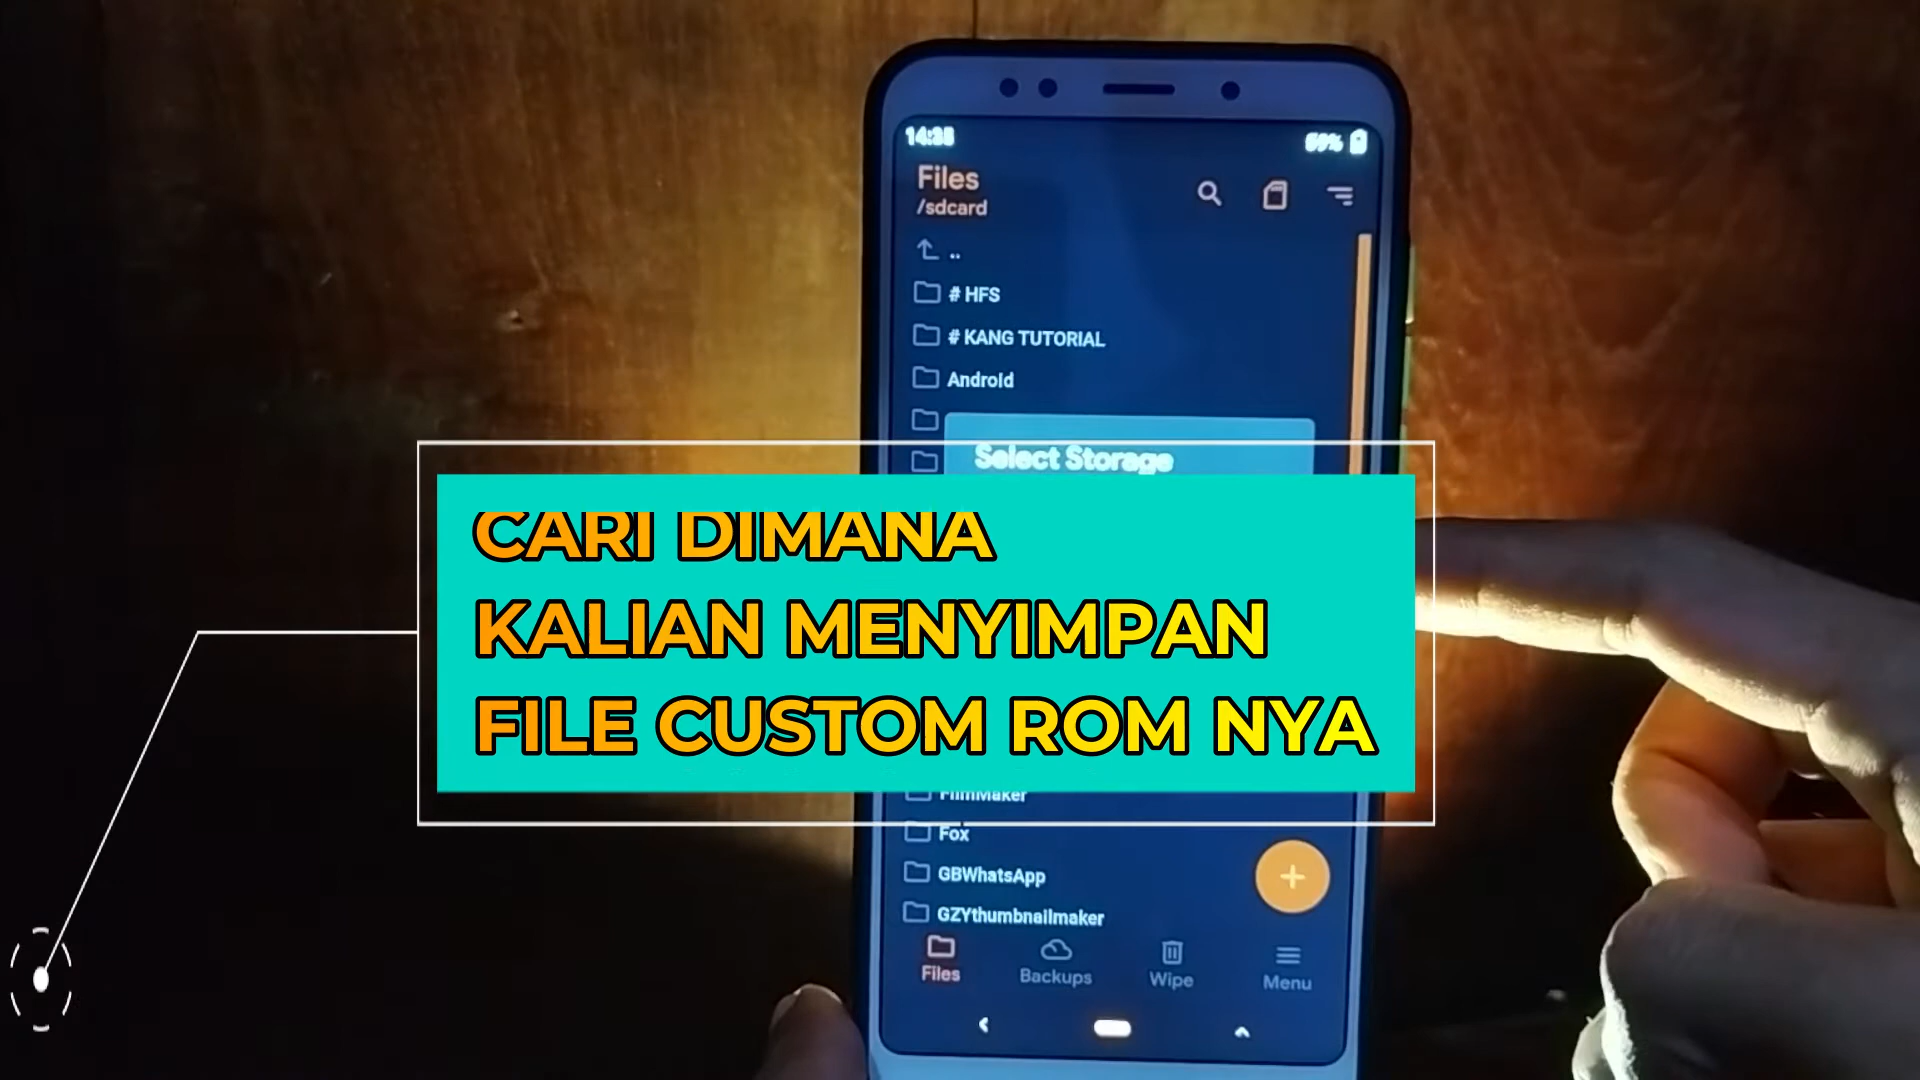 14:38
59%
Files
/sdcard
..
# HFS
# KANG TUTORIAL
Android
Select Storage
CARI DIMANA
KALIAN MENYIMPAN
FILE CUSTOM ROM NYA
FilmMaker
Fox
GBWhatsApp
GZYthumbnailmaker
Files
Backups
Wipe
Menu